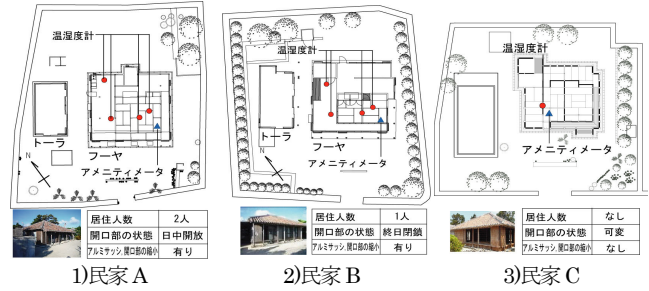 温湿度計
トーラ
フーヤ
アメニティメータ
N
居住人数 2人
開口部の状態 日中開放
アルミサッシ,開口部の縮小 有り
1)民家A
温湿度計
トーラ
フーヤ
アメニティメータ
N
居住人数 1人
開口部の状態 終日閉鎖
アルミサッシ,開口部の縮小 有り
2)民家B
温湿度計
アメニティメータ
N
居住人数 なし
開口部の状態 可変
アルミサッシ,開口部の縮小 なし
3)民家C